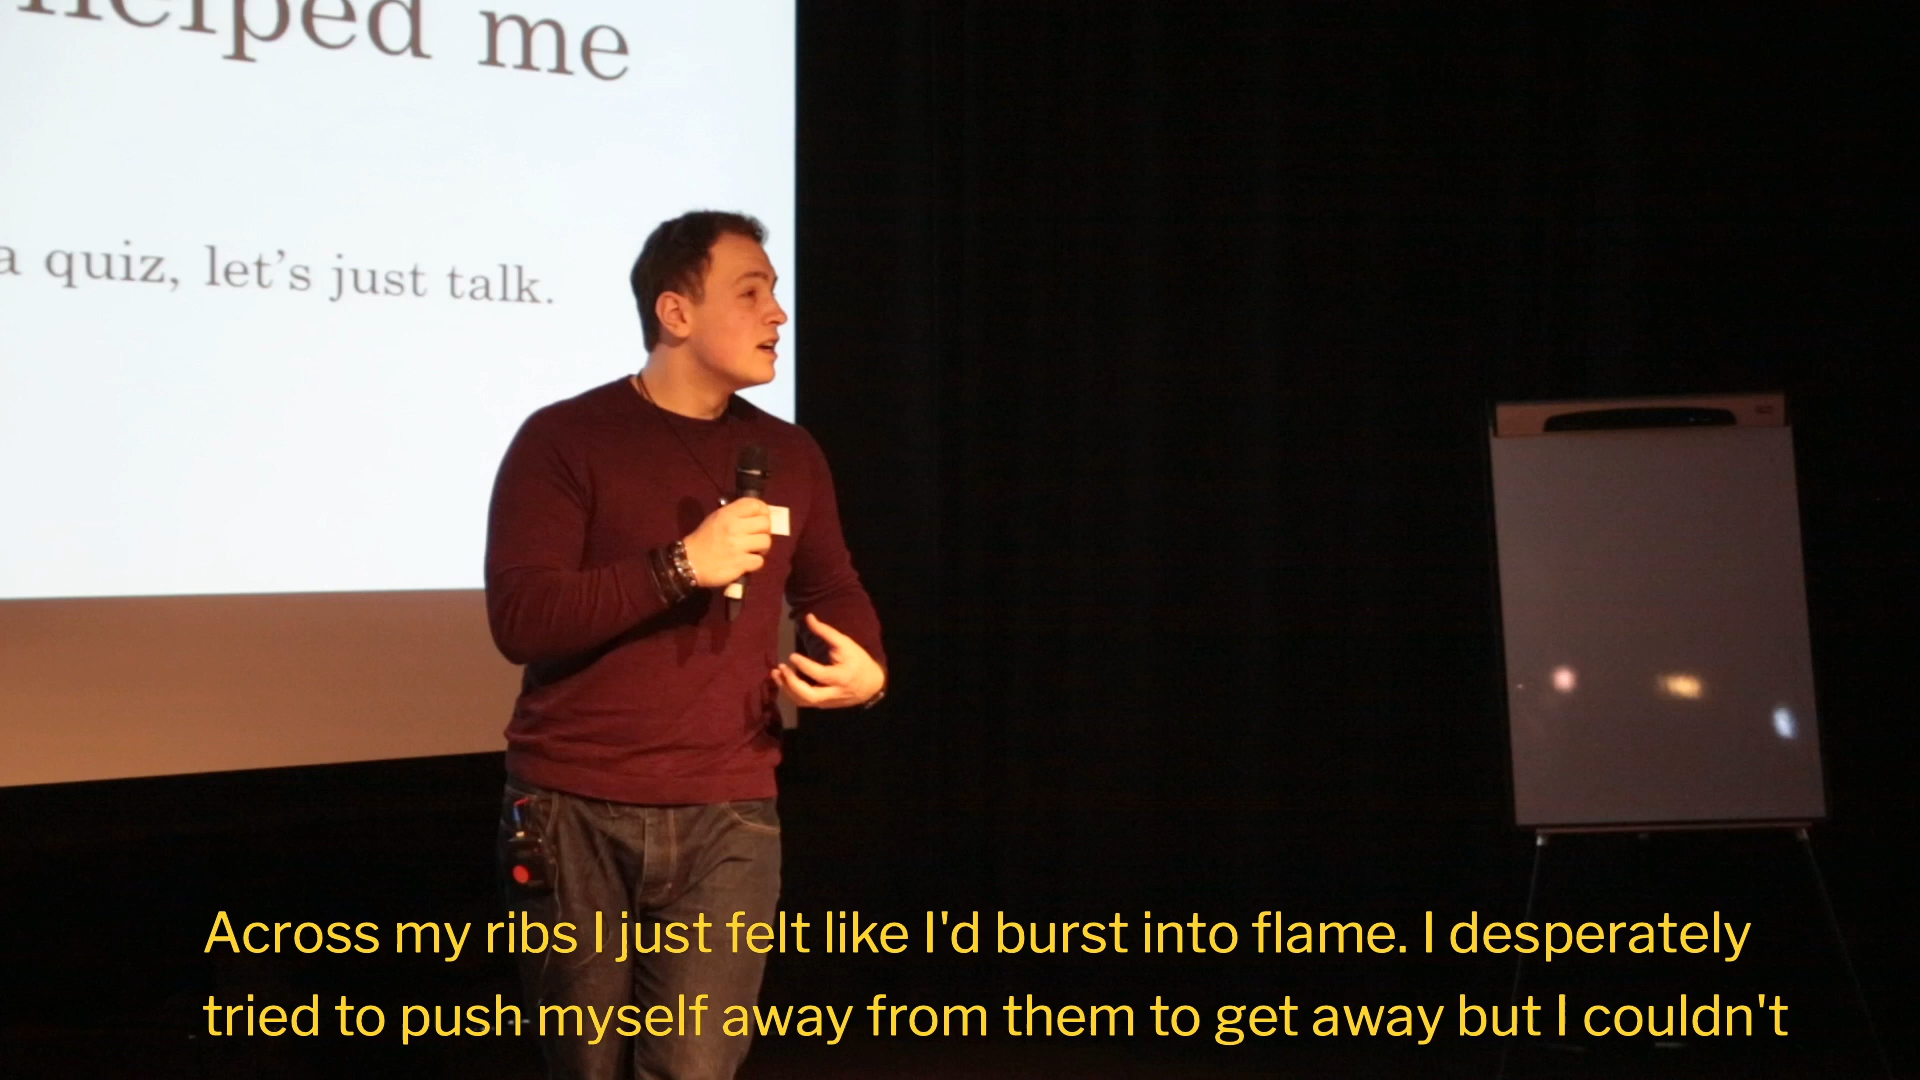 helped me
a quiz, let's just talk.
Across my ribs I just felt like I'd burst into flame. I desperately
tried to push myself away from them to get away but I couldn't